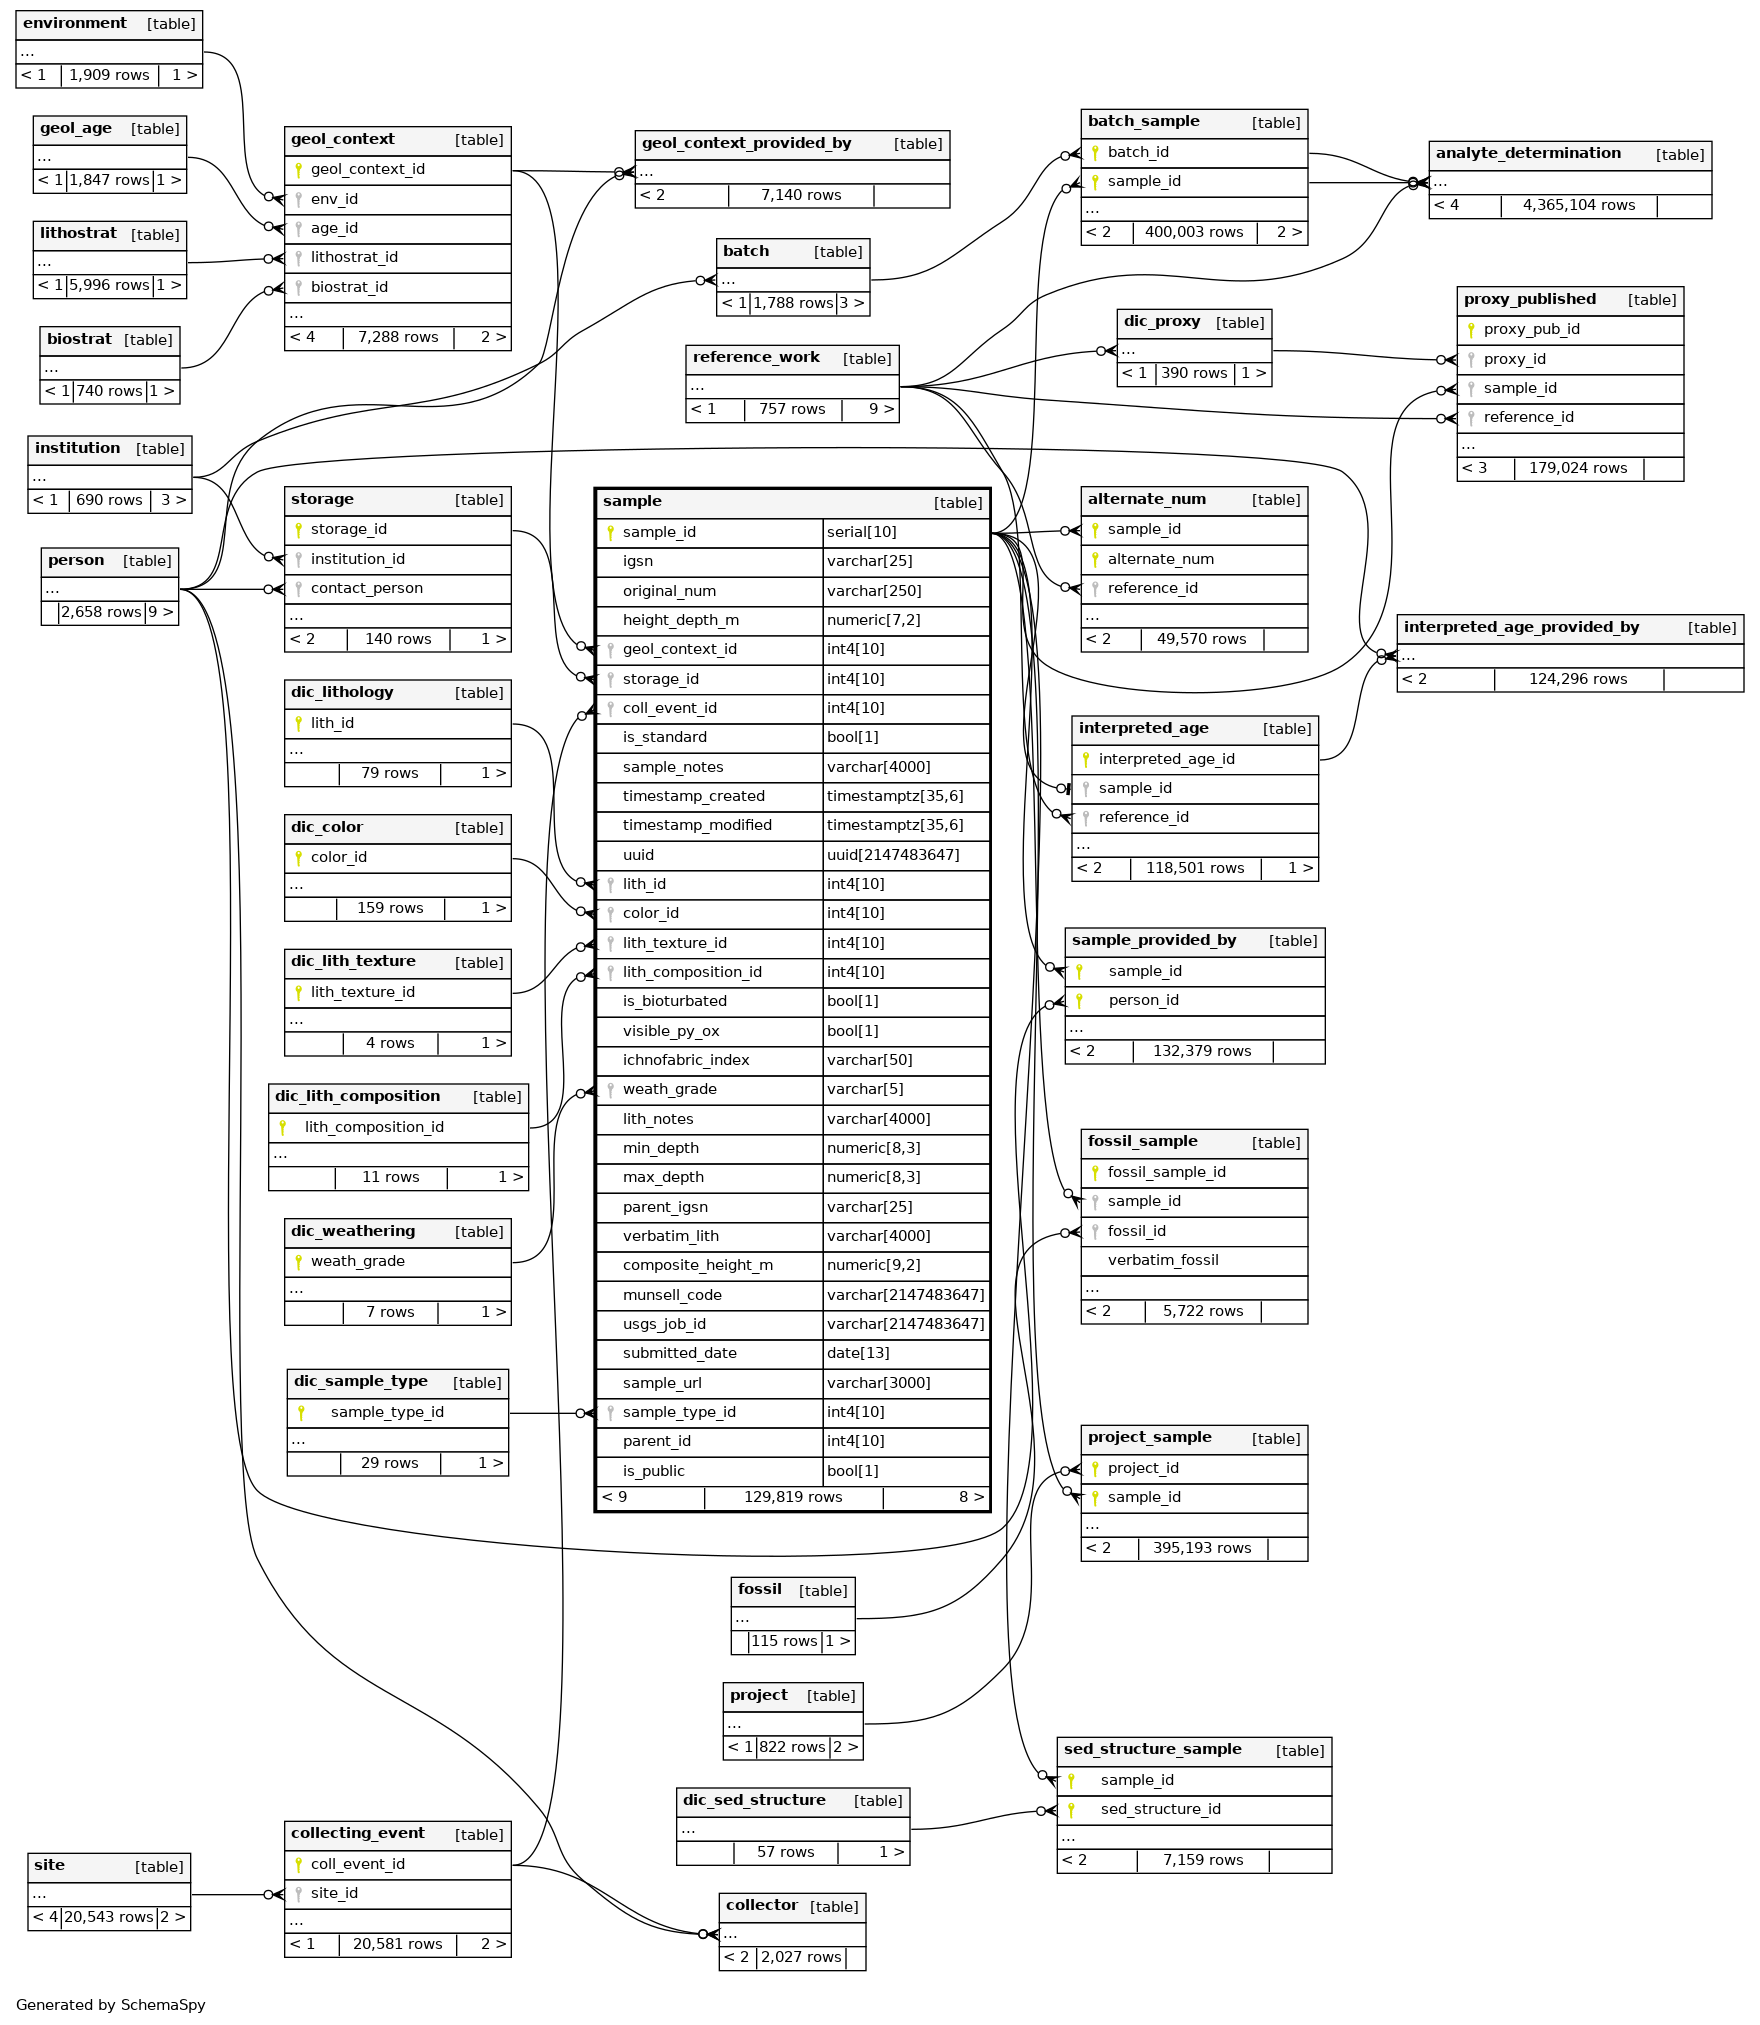 environment [table]
...
< 1 1,909 rows 1 >
geol_age [table]
...
< 1 1,847 rows 1 >
lithostrat [table]
...
< 1 5,996 rows 1 >
biostrat [table]
...
< 1 740 rows 1 >
institution [table]
...
< 1 690 rows 3 >
person [table]
...
2,658 rows 9 >
site [table]
...
< 4 20,543 rows 2 >
geol_context [table]
geol_context_id
env_id
age_id
lithostrat_id
biostrat_id
...
< 4 7,288 rows 2 >
storage [table]
storage_id
institution_id
contact_person
...
< 2 140 rows 1 >
dic_lithology [table]
lith_id
...
79 rows 1 >
dic_color [table]
color_id
...
159 rows 1 >
dic_lith_texture [table]
lith_texture_id
...
4 rows 1 >
dic_lith_composition [table]
lith_composition_id
...
11 rows 1 >
dic_weathering [table]
weath_grade
...
7 rows 1 >
dic_sample_type [table]
sample_type_id
...
29 rows 1 >
collecting_event [table]
coll_event_id
site_id
...
< 1 20,581 rows 2 >
geol_context_provided_by [table]
...
< 2 7,140 rows
batch [table]
...
< 1 1,788 rows 3 >
reference_work [table]
...
< 1 757 rows 9 >
sample [table]
sample_id serial[10]
igsn varchar[25]
original_num varchar[250]
height_depth_m numeric[7,2]
geol_context_id int4[10]
storage_id int4[10]
coll_event_id int4[10]
is_standard bool[1]
sample_notes varchar[4000]
timestamp_created timestamptz[35,6]
timestamp_modified timestamptz[35,6]
uuid uuid[2147483647]
lith_id int4[10]
color_id int4[10]
lith_texture_id int4[10]
lith_composition_id int4[10]
is_bioturbated bool[1]
visible_py_ox bool[1]
ichnofabric_index varchar[50]
weath_grade varchar[5]
lith_notes varchar[4000]
min_depth numeric[8,3]
max_depth numeric[8,3]
parent_igsn varchar[25]
verbatim_lith varchar[4000]
composite_height_m numeric[9,2]
munsell_code varchar[2147483647]
usgs_job_id varchar[2147483647]
submitted_date date[13]
sample_url varchar[3000]
sample_type_id int4[10]
parent_id int4[10]
is_public bool[1]
< 9 129,819 rows 8 >
fossil [table]
...
115 rows 1 >
project [table]
...
< 1 822 rows 2 >
dic_sed_structure [table]
...
57 rows 1 >
collector [table]
...
< 2 2,027 rows
batch_sample [table]
batch_id
sample_id
...
< 2 400,003 rows 2 >
dic_proxy [table]
...
< 1 390 rows 1 >
alternate_num [table]
sample_id
alternate_num
reference_id
...
< 2 49,570 rows
interpreted_age [table]
interpreted_age_id
sample_id
reference_id
...
< 2 118,501 rows 1 >
sample_provided_by [table]
sample_id
person_id
...
< 2 132,379 rows
fossil_sample [table]
fossil_sample_id
sample_id
fossil_id
verbatim_fossil
...
< 2 5,722 rows
project_sample [table]
project_id
sample_id
...
< 2 395,193 rows
sed_structure_sample [table]
sample_id
sed_structure_id
...
< 2 7,159 rows
analyte_determination [table]
...
< 4 4,365,104 rows
proxy_published [table]
proxy_pub_id
proxy_id
sample_id
reference_id
...
< 3 179,024 rows
interpreted_age_provided_by [table]
...
< 2 124,296 rows
Generated by SchemaSpy